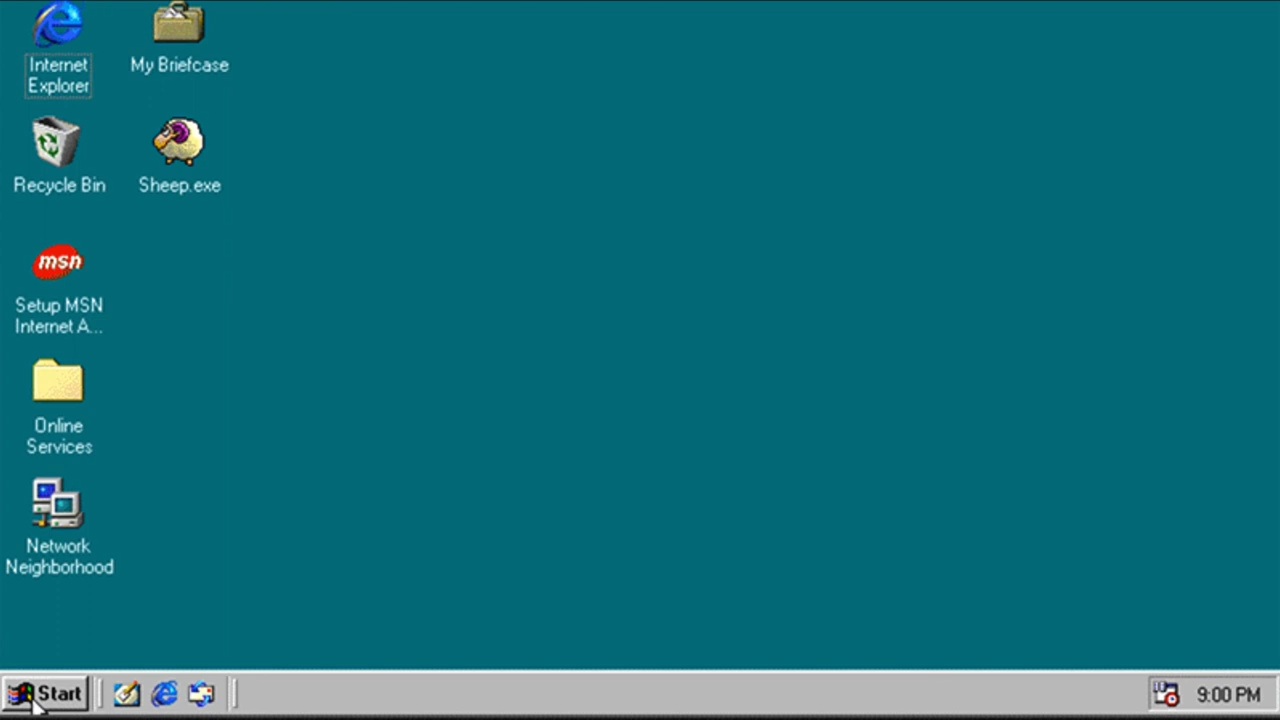 Internet
Explorer
My Briefcase
Recycle Bin
Sheep.exe
msn
Setup MSN
Internet A...
Online
Services
Network
Neighborhood
Start
9:00 PM